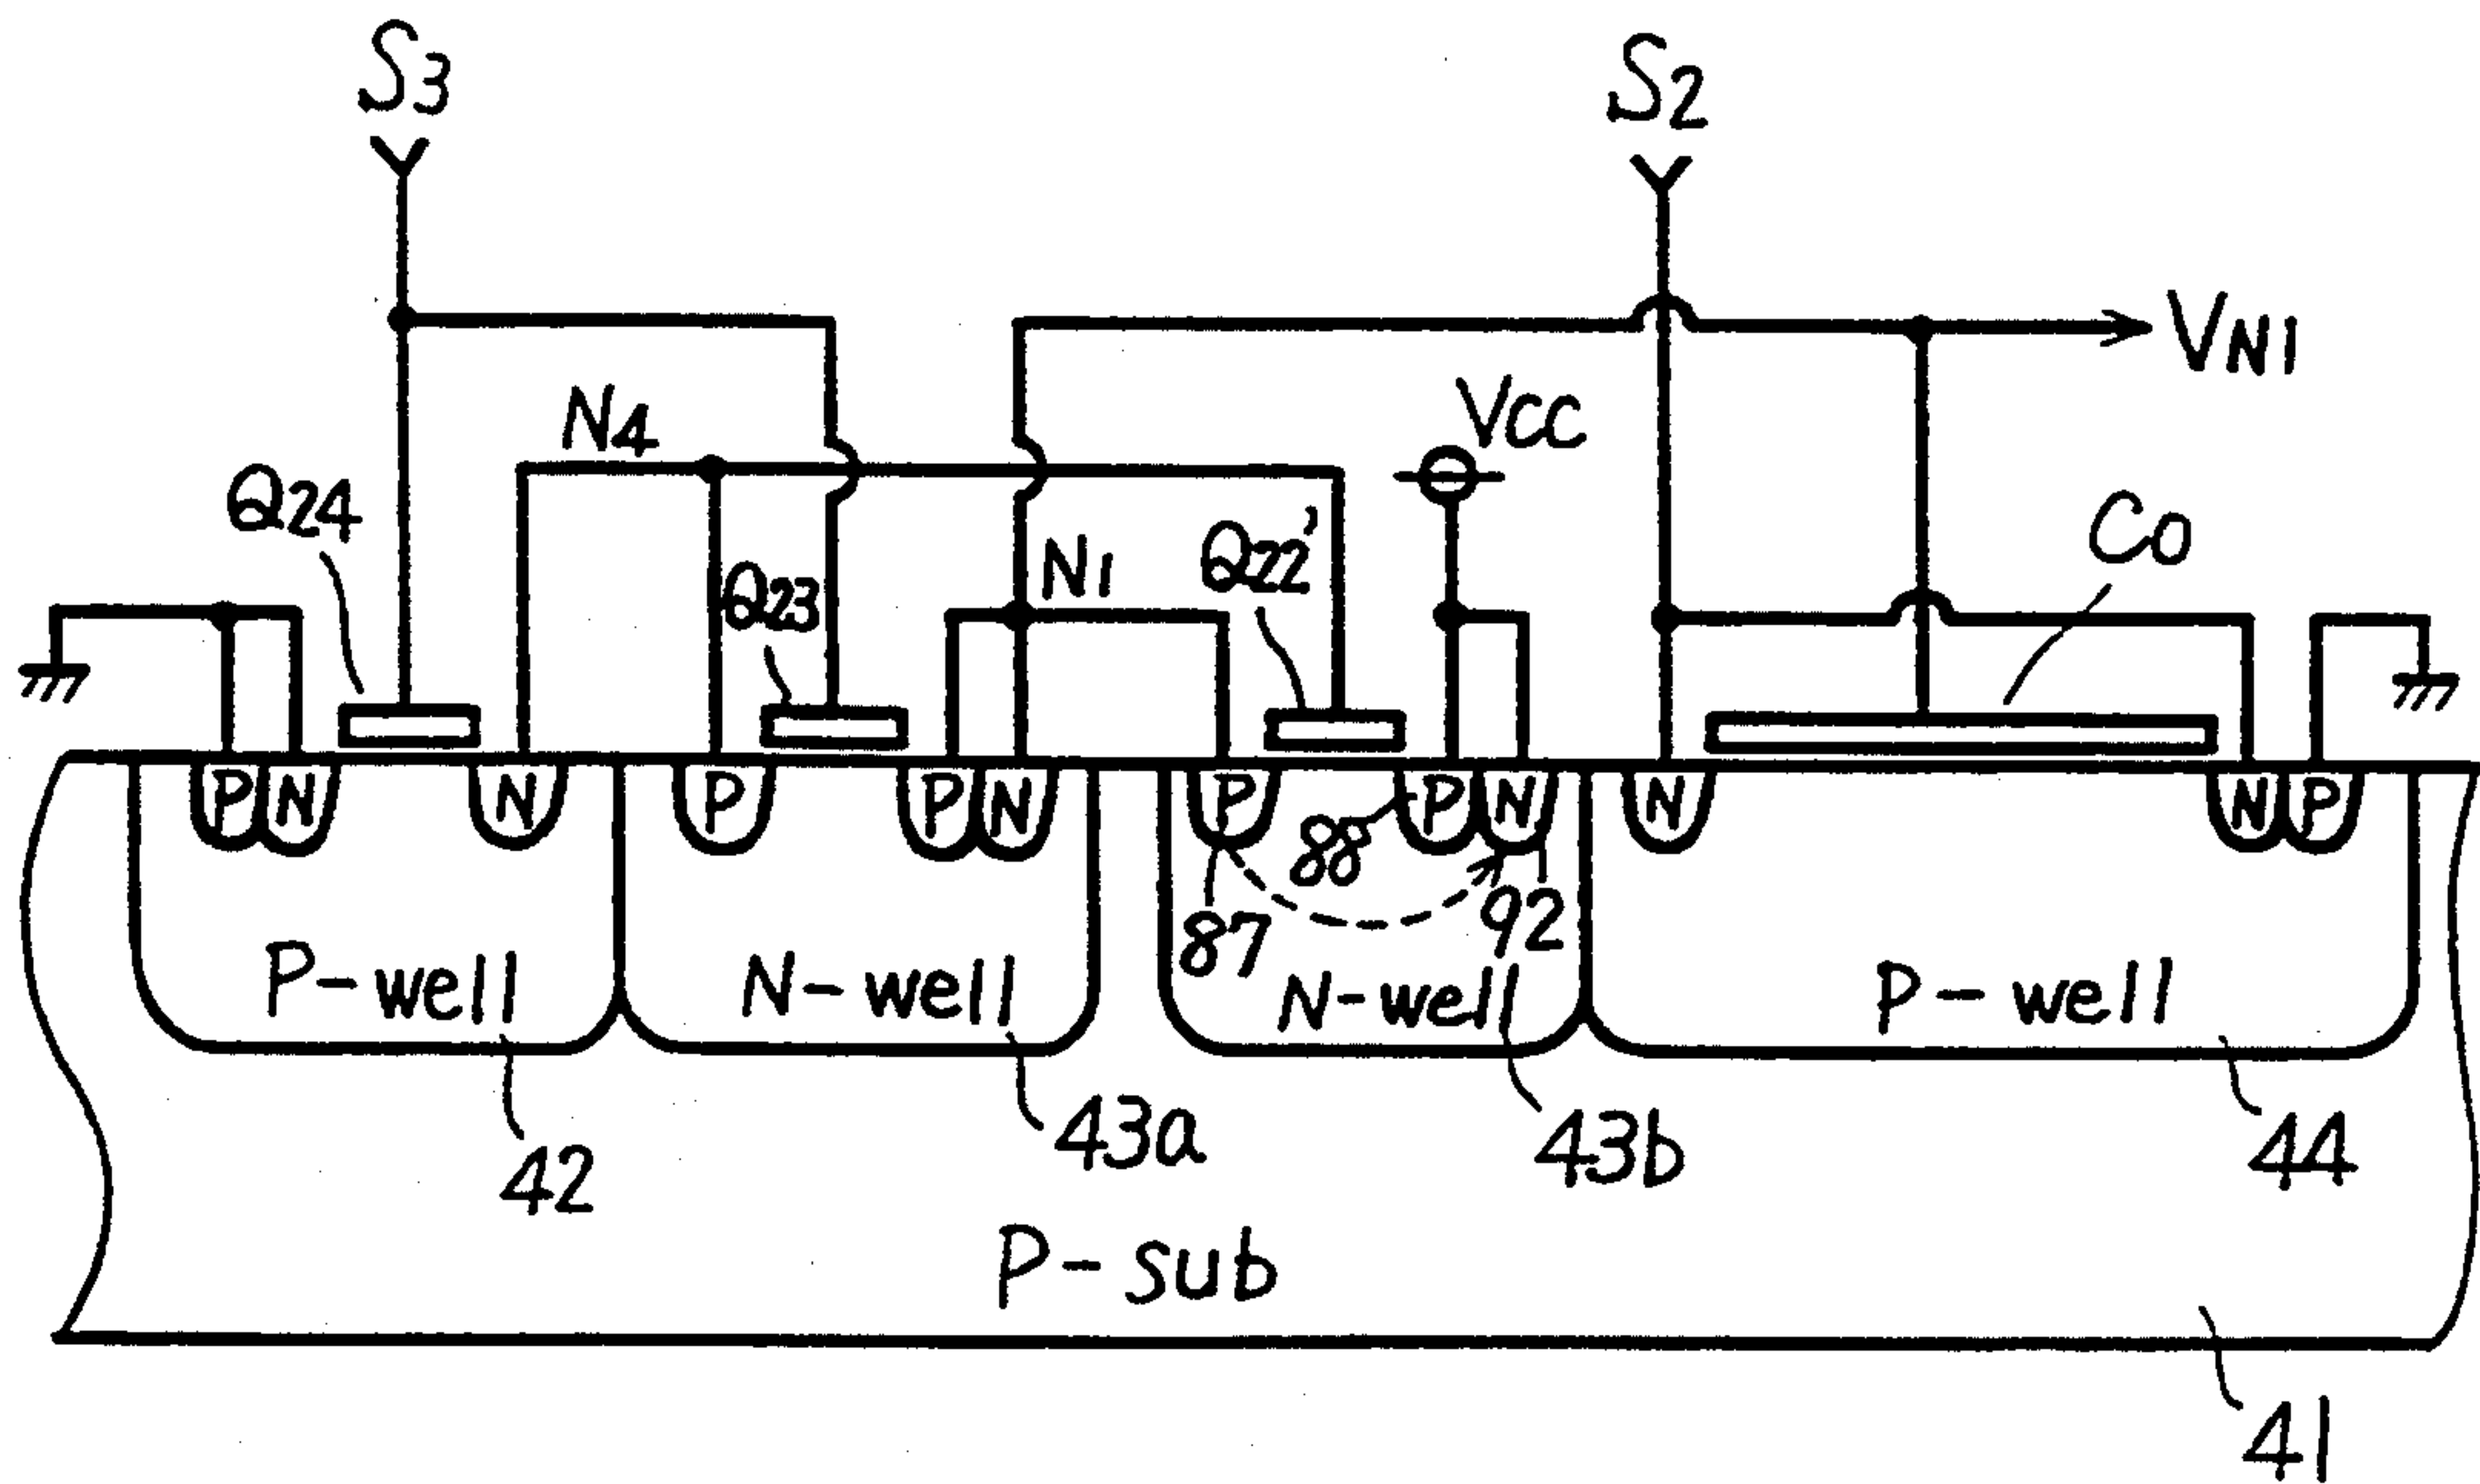 S3
S2
VN1
N4
VCC
Q24
Q23
N1
Q22'
C0
P N N P P N P P N N N P
88
87
92
P-well
N-well
N-well
P-well
42
43a
43b
44
P-sub
41